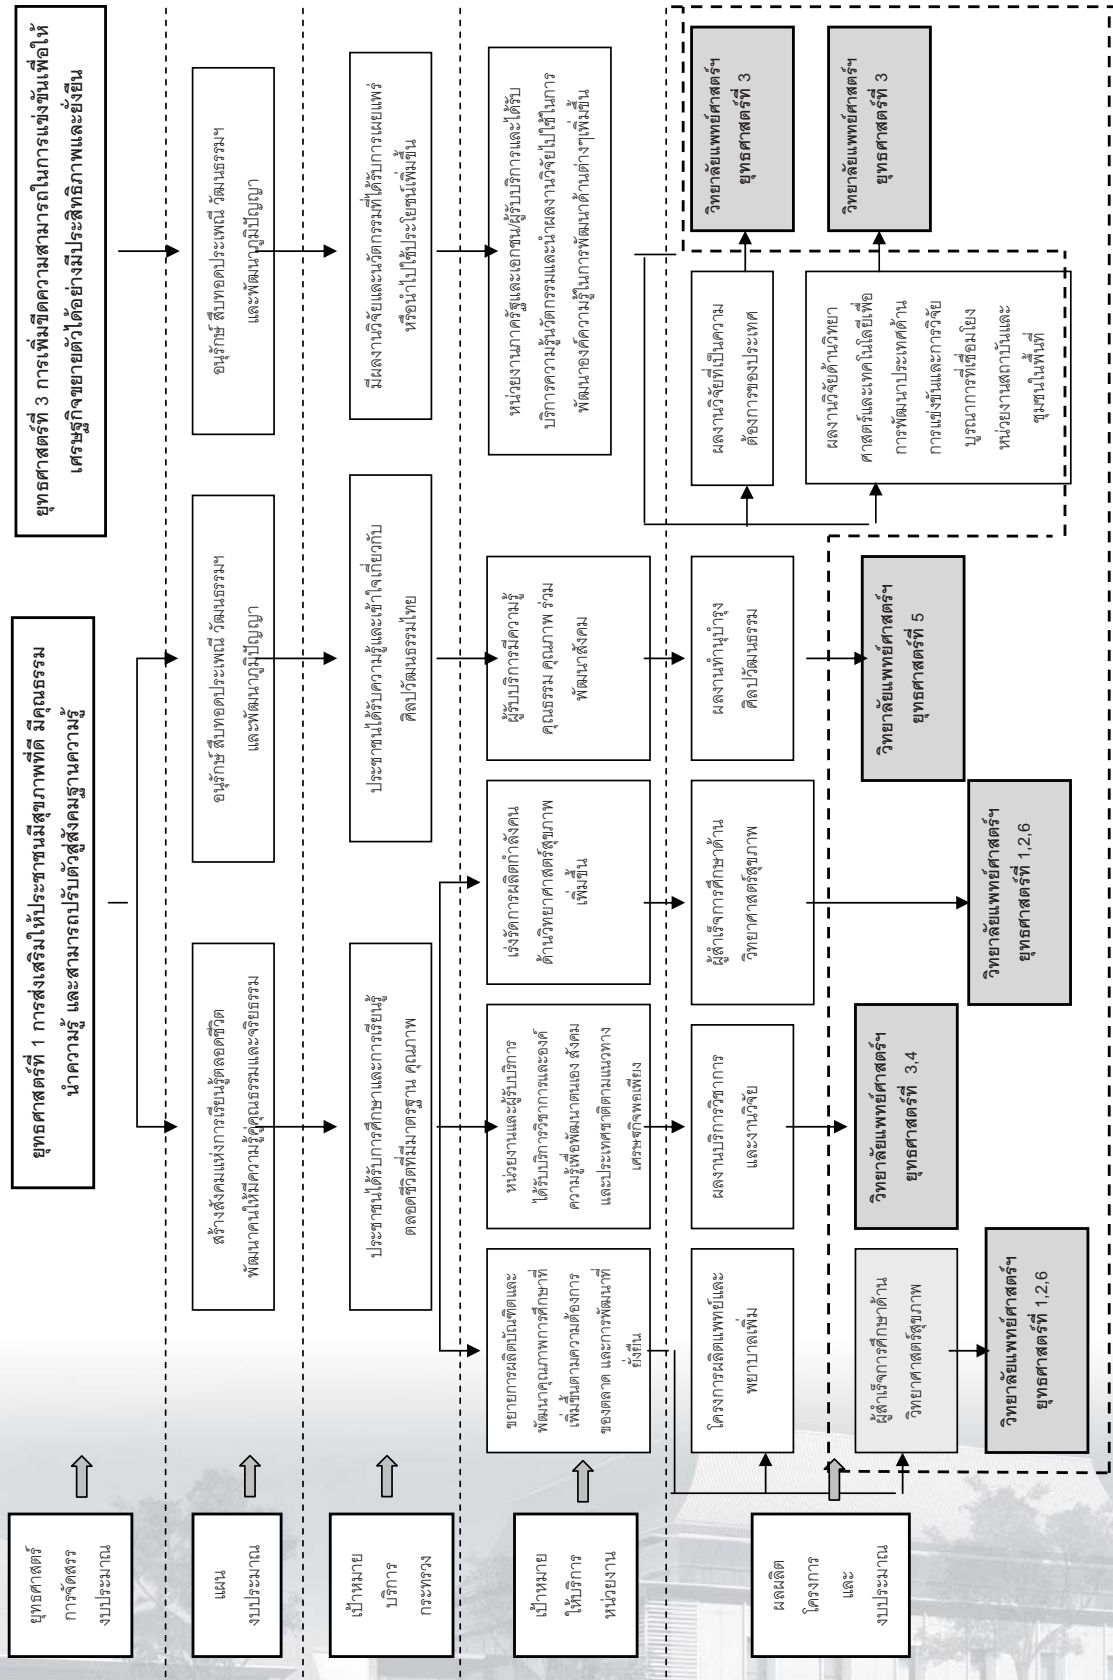 ยุทธศาสตร์
การจัดสรร
งบประมาณ
ยุทธศาสตร์ที่ 1 การส่งเสริมให้ประชาชนมีสุขภาพที่ดี มีคุณธรรม
นำความรู้ และสามารถปรับตัวสู่สังคมฐานความรู้
ยุทธศาสตร์ที่ 3 การเพิ่มขีดความสามารถในการแข่งขันเพื่อให้
เศรษฐกิจขยายตัวได้อย่างมีประสิทธิภาพและยั่งยืน
แผน
งบประมาณ
สร้างสังคมแห่งการเรียนรู้ตลอดชีวิต
พัฒนาคนให้มีความรู้คู่คุณธรรมและจริยธรรม
อนุรักษ์ สืบทอดประเพณี วัฒนธรรมฯ
และพัฒนาภูมิปัญญา
อนุรักษ์ สืบทอดประเพณี วัฒนธรรมฯ
และพัฒนาภูมิปัญญา
เป้าหมาย
บริการ
กระทรวง
ประชาชนได้รับการศึกษาและการเรียนรู้
ตลอดชีวิตที่มีมาตรฐาน คุณภาพ
ประชาชนได้รับความรู้และเข้าใจเกี่ยวกับ
ศิลปวัฒนธรรมไทย
มีผลงานวิจัยและนวัตกรรมที่ได้รับการเผยแพร่
หรือนำไปใช้ประโยชน์เพิ่มขึ้น
เป้าหมาย
ให้บริการ
หน่วยงาน
ขยายการผลิตบัณฑิตและ
พัฒนาคุณภาพการศึกษาที่
เพิ่มขึ้นตามความต้องการ
ของตลาด และการพัฒนาที่
ยั่งยืน
หน่วยงานและผู้รับบริการ
ได้รับบริการวิชาการและองค์
ความรู้เพื่อพัฒนาตนเอง สังคม
และประเทศชาติตามแนวทาง
เศรษฐกิจพอเพียง
เร่งรัดการผลิตกำลังคน
ด้านวิทยาศาสตร์สุขภาพ
เพิ่มขึ้น
ผู้รับบริการมีความรู้
คุณธรรม คุณภาพ ร่วม
พัฒนาสังคม
หน่วยงานภาครัฐและเอกชน/ผู้รับบริการและได้รับ
บริการความรู้นวัตกรรมและนำผลงานวิจัยไปใช้ในการ
พัฒนาองค์ความรู้ในการพัฒนาด้านต่างๆเพิ่มขึ้น
ผลผลิต
โครงการ
และ
งบประมาณ
โครงการผลิตแพทย์และ
พยาบาลเพิ่ม
ผลงานบริการวิชาการ
และงานวิจัย
ผู้สำเร็จการศึกษาด้าน
วิทยาศาสตร์สุขภาพ
ผลงานทำนุบำรุง
ศิลปวัฒนธรรม
ผลงานวิจัยที่เป็นความ
ต้องการของประเทศ
วิทยาลัยแพทย์ศาสตร์ฯ
ยุทธศาสตร์ที่ 3
ผลงานวิจัยด้านวิทยา
ศาสตร์และเทคโนโลยีเพื่อ
การพัฒนาประเทศด้าน
การแข่งขันและการวิจัย
บูรณาการที่เชื่อมโยง
หน่วยงานสถาบันและ
ชุมชนในพื้นที่
วิทยาลัยแพทย์ศาสตร์ฯ
ยุทธศาสตร์ที่ 3
ผู้สำเร็จการศึกษาด้าน
วิทยาศาสตร์สุขภาพ
วิทยาลัยแพทย์ศาสตร์ฯ
ยุทธศาสตร์ที่ 3,4
วิทยาลัยแพทย์ศาสตร์ฯ
ยุทธศาสตร์ที่ 5
วิทยาลัยแพทย์ศาสตร์ฯ
ยุทธศาสตร์ที่ 1,2,6
วิทยาลัยแพทย์ศาสตร์ฯ
ยุทธศาสตร์ที่ 1,2,6